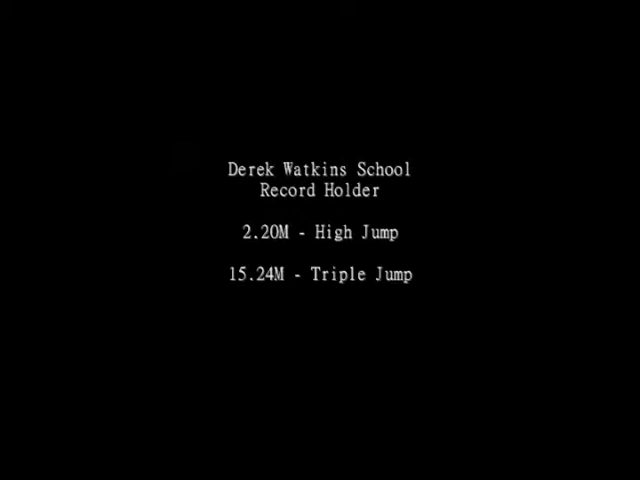 Derek Watkins School
Record Holder
2.20M - High Jump
15.24M - Triple Jump